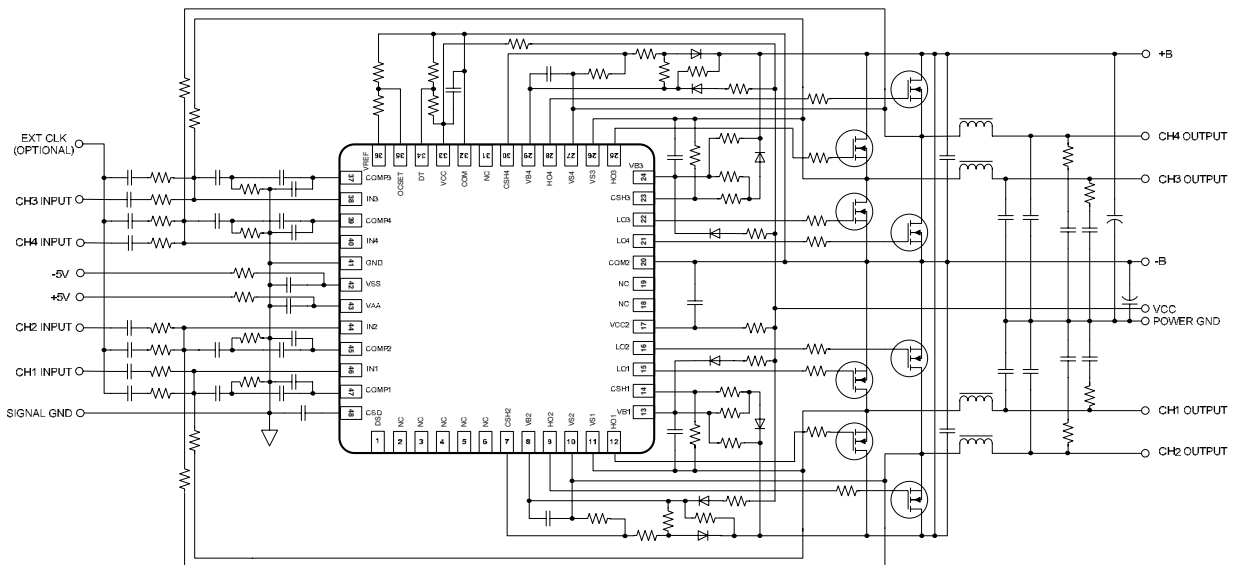 +B
EXT CLK
(OPTIONAL)
CH3 INPUT
CH4 INPUT
-5V
+5V
CH2 INPUT
CH1 INPUT
SIGNAL GND
36 35 34 33 32 31 30 29 28 27 26 25
VREF OCSET DT VCC COM NC CSH4 VB4 HO4 VS4 VS3 HO3
37 COMP3
38 IN3
39 COMP4
40 IN4
41 GND
42 VSS
43 VAA
44 IN2
45 COMP2
46 IN1
47 COMP1
48 CSD
VB3 24
CSH3 23
LO3 22
LO4 21
COM2 20
NC 19
NC 18
VCC2 17
LO2 16
LO1 15
CSH1 14
VB1 13
DS NC NC NC NC NC CSH2 VB2 HO2 VS2 VS1 HO1
1 2 3 4 5 6 7 8 9 10 11 12
CH4 OUTPUT
CH3 OUTPUT
-B
VCC
POWER GND
CH1 OUTPUT
CH2 OUTPUT